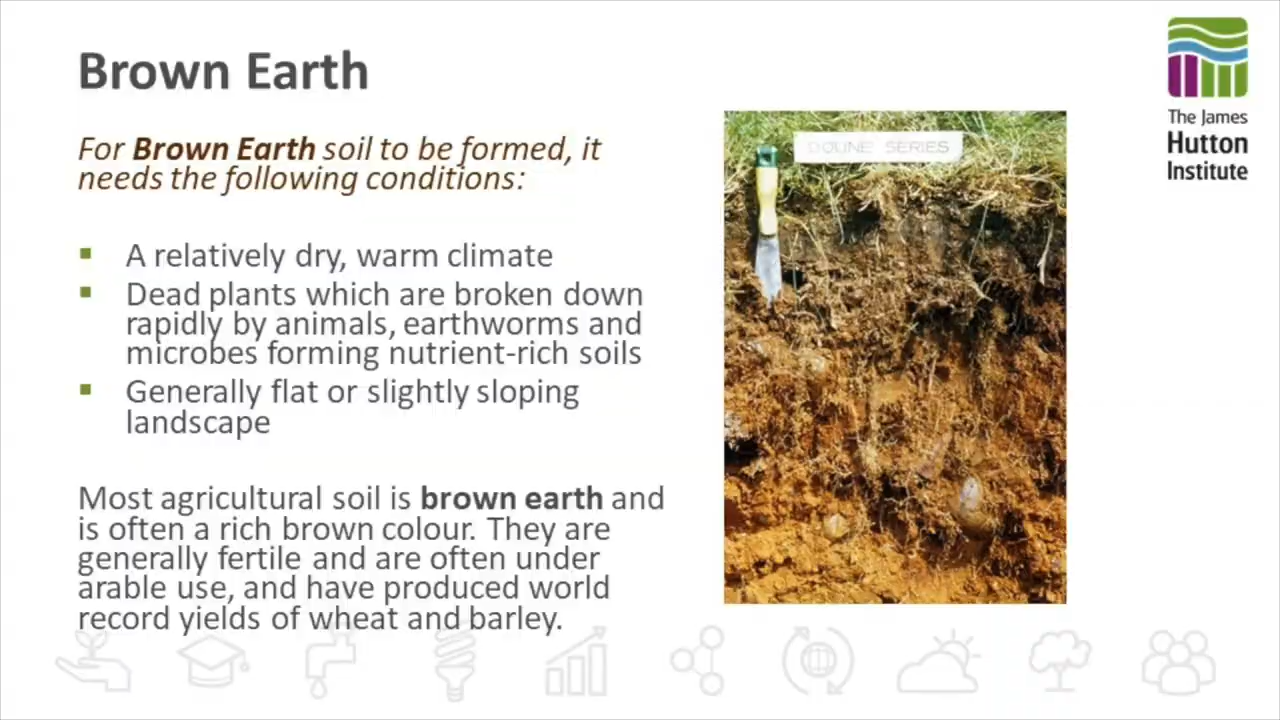 Brown Earth
For Brown Earth soil to be formed, it
needs the following conditions:
A relatively dry, warm climate
Dead plants which are broken down
rapidly by animals, earthworms and
microbes forming nutrient-rich soils
Generally flat or slightly sloping
landscape
Most agricultural soil is brown earth and
is often a rich brown colour. They are
generally fertile and are often under
arable use, and have produced world
record yields of wheat and barley.
DOUNE SERIES
The James
Hutton
Institute